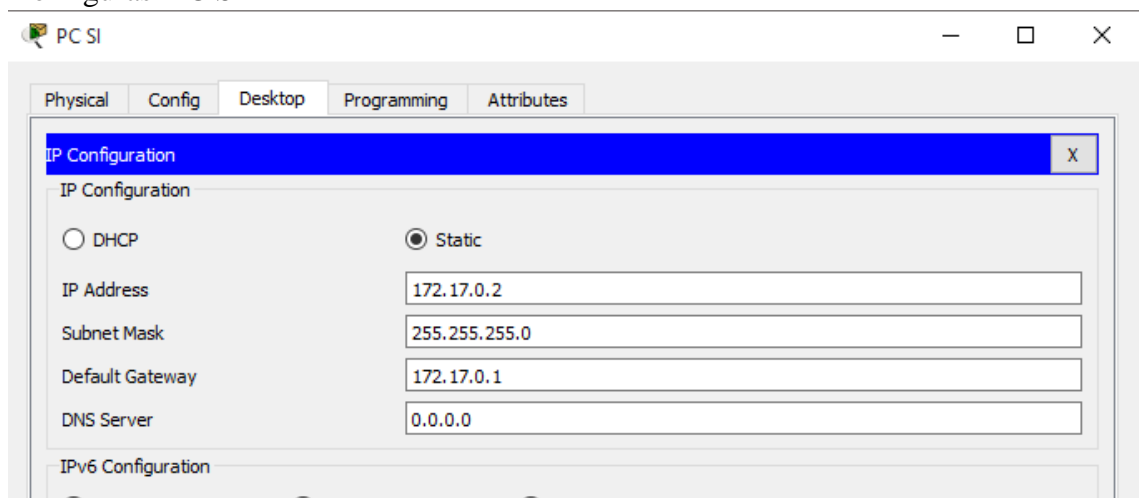 PC SI
Physical Config Desktop Programming Attributes
IP Configuration X
IP Configuration
DHCP Static
IP Address 172.17.0.2
Subnet Mask 255.255.255.0
Default Gateway 172.17.0.1
DNS Server 0.0.0.0
IPv6 Configuration